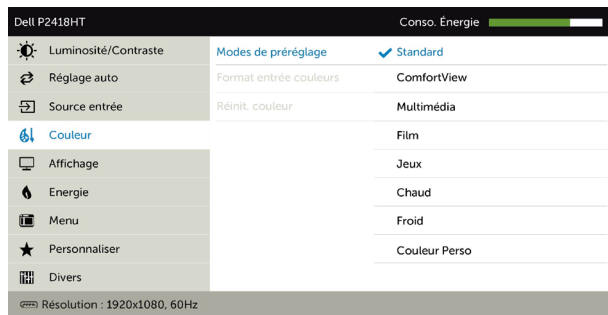 Dell P2418HT
Conso. Énergie
Luminosité/Contraste
Modes de préréglage
Standard
Réglage auto
Format entrée couleurs
ComfortView
Source entrée
Réinit. couleur
Multimédia
Couleur
Film
Affichage
Jeux
Energie
Chaud
Menu
Froid
Personnaliser
Couleur Perso
Divers
Résolution : 1920x1080, 60Hz